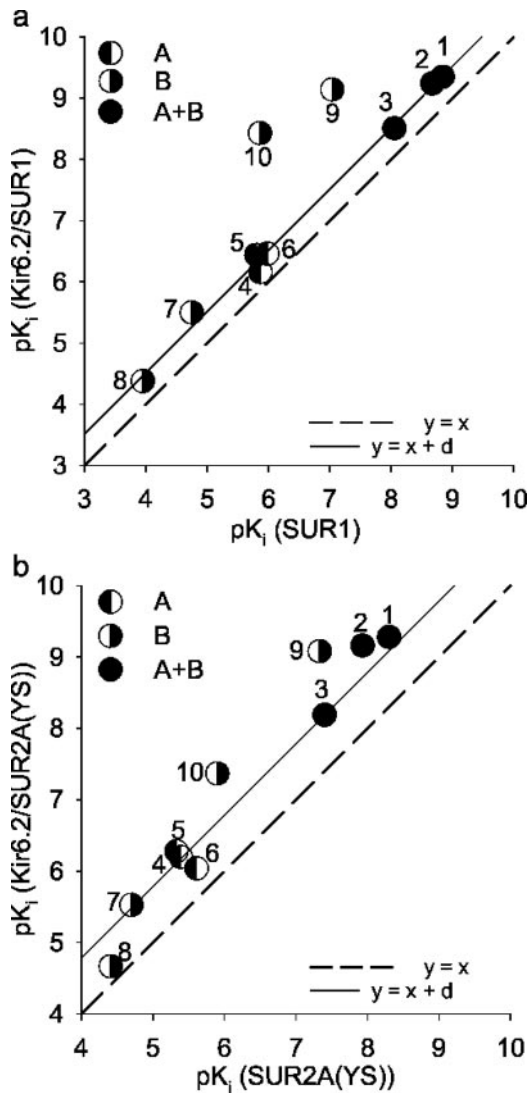 a
A
B
A+B
10
9
8
7
6
5
4
3
pKi (Kir6.2/SUR1)
1
2
3
9
10
5
6
4
7
8
y = x
y = x + d
3 4 5 6 7 8 9 10
pKi (SUR1)
b
A
B
A+B
10
9
8
7
6
5
4
pKi (Kir6.2/SUR2A(YS))
1
2
9
3
10
5
4
6
7
8
y = x
y = x + d
4 5 6 7 8 9 10
pKi (SUR2A(YS))